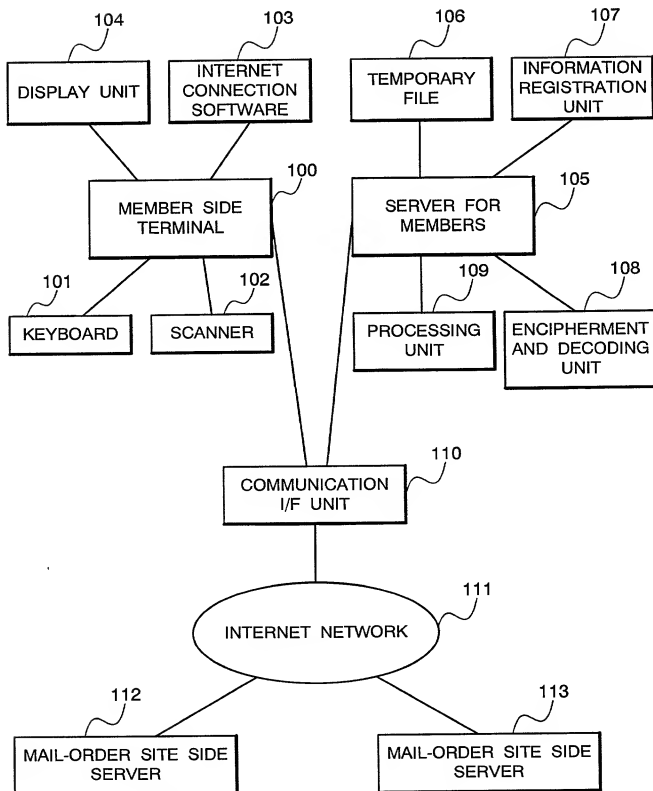 104
103
106
107
DISPLAY UNIT
INTERNET
CONNECTION
SOFTWARE
TEMPORARY
FILE
INFORMATION
REGISTRATION
UNIT
100
105
MEMBER SIDE
TERMINAL
SERVER FOR
MEMBERS
101
102
109
108
KEYBOARD
SCANNER
PROCESSING
UNIT
ENCIPHERMENT
AND DECODING
UNIT
110
COMMUNICATION
I/F UNIT
111
INTERNET NETWORK
112
113
MAIL-ORDER SITE SIDE
SERVER
MAIL-ORDER SITE SIDE
SERVER